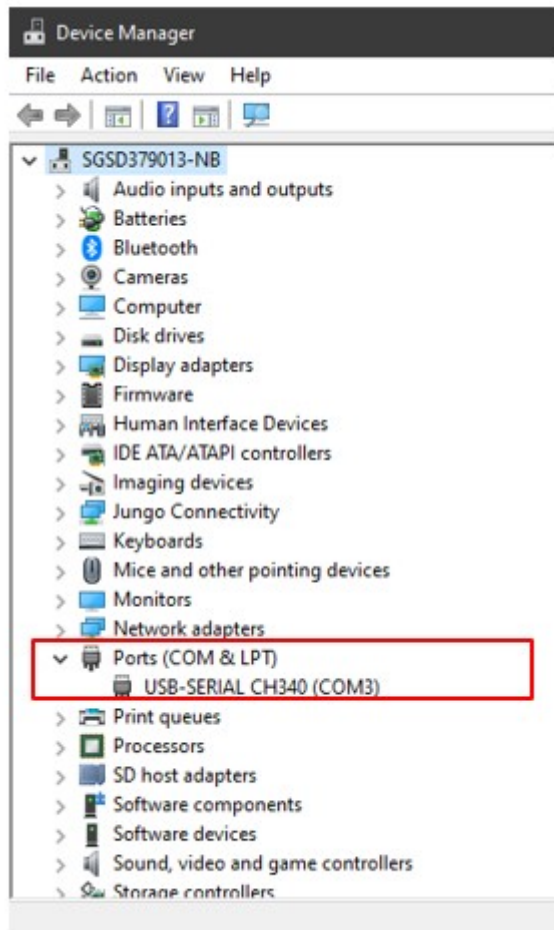 Device Manager
File Action View Help
SGSD379013-NB
Audio inputs and outputs
Batteries
Bluetooth
Cameras
Computer
Disk drives
Display adapters
Firmware
Human Interface Devices
IDE ATA/ATAPI controllers
Imaging devices
Jungo Connectivity
Keyboards
Mice and other pointing devices
Monitors
Network adapters
Ports (COM & LPT)
USB-SERIAL CH340 (COM3)
Print queues
Processors
SD host adapters
Software components
Software devices
Sound, video and game controllers
Storage controllers